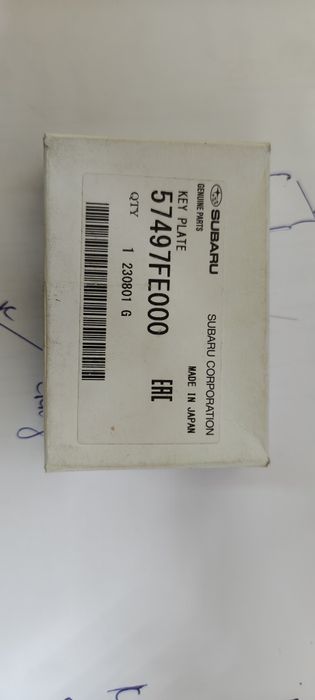 SUBARU
GENUINE PARTS
SUBARU CORPORATION
MADE IN JAPAN
KEY PLATE
57497FE000
EAC
QTY 1 230801 G